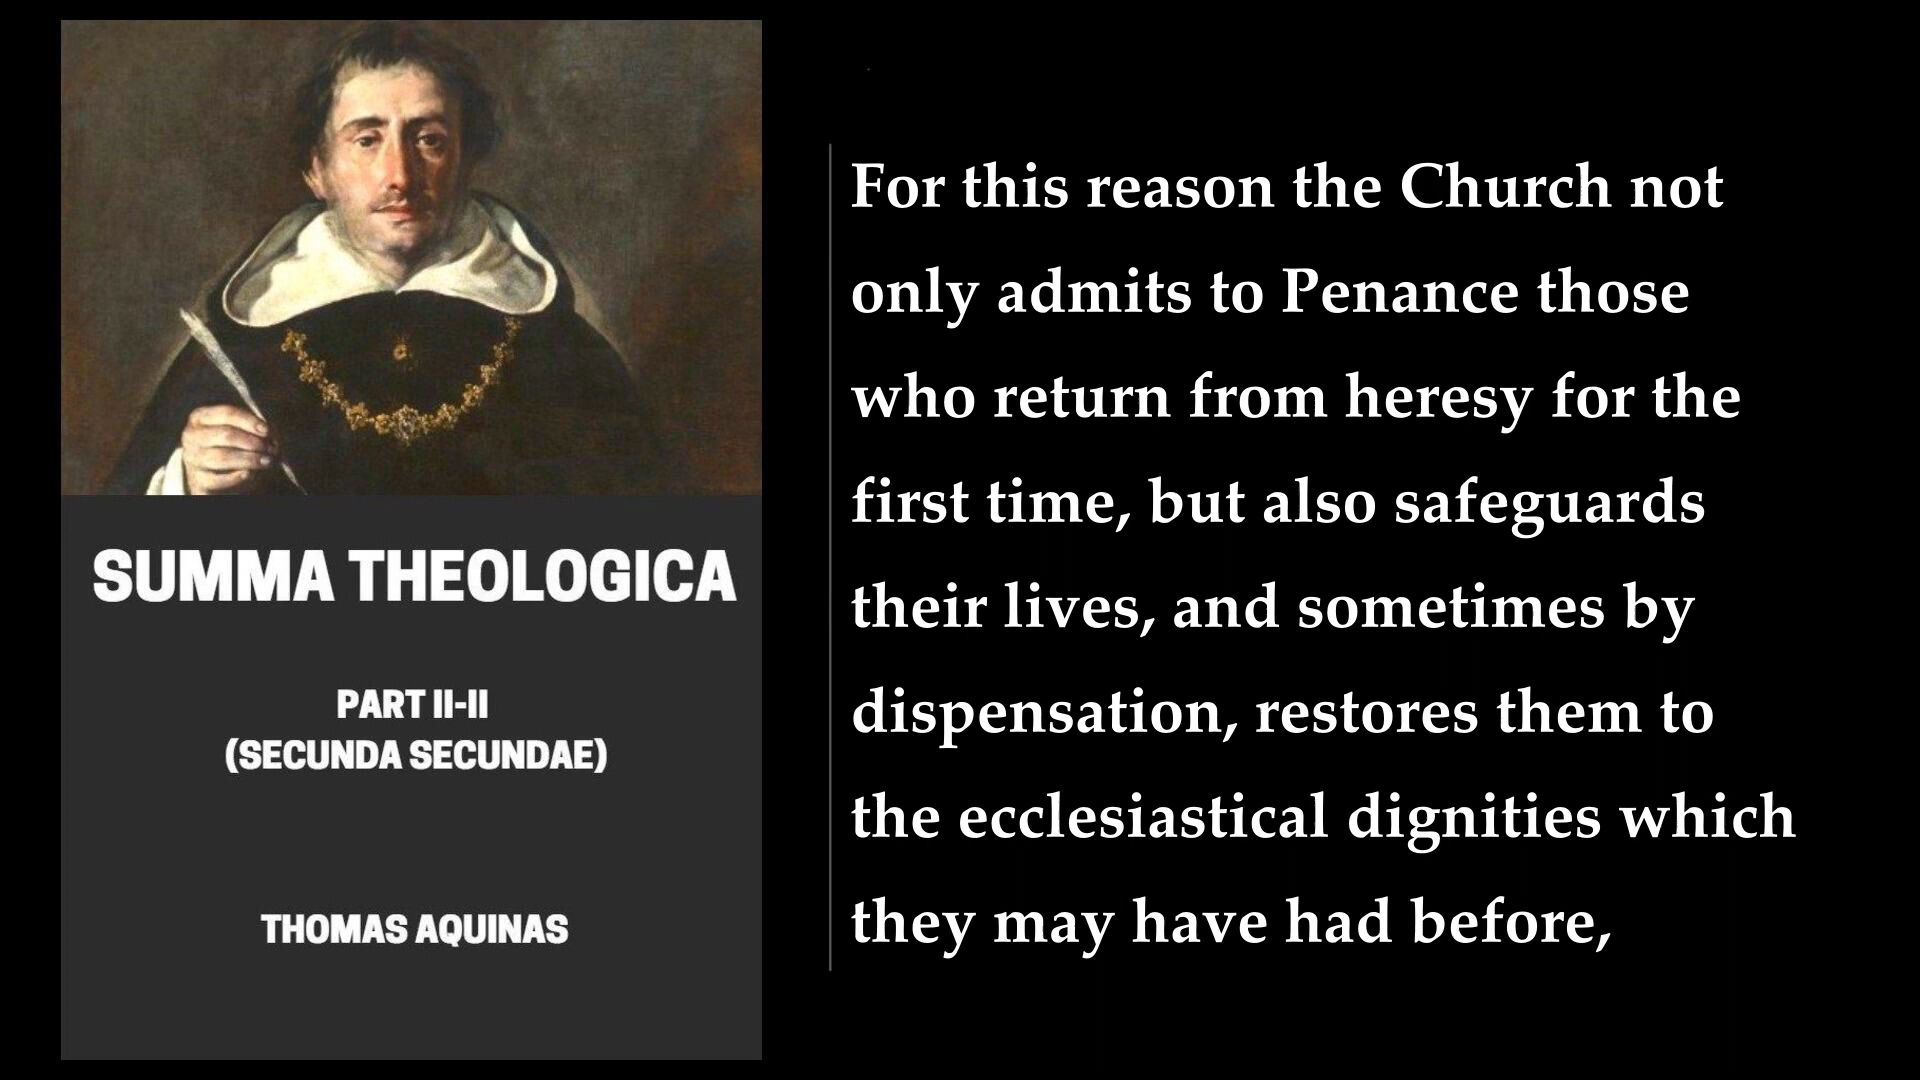 SUMMA THEOLOGICA
PART II-II
(SECUNDA SECUNDAE)
THOMAS AQUINAS
For this reason the Church not
only admits to Penance those
who return from heresy for the
first time, but also safeguards
their lives, and sometimes by
dispensation, restores them to
the ecclesiastical dignities which
they may have had before,